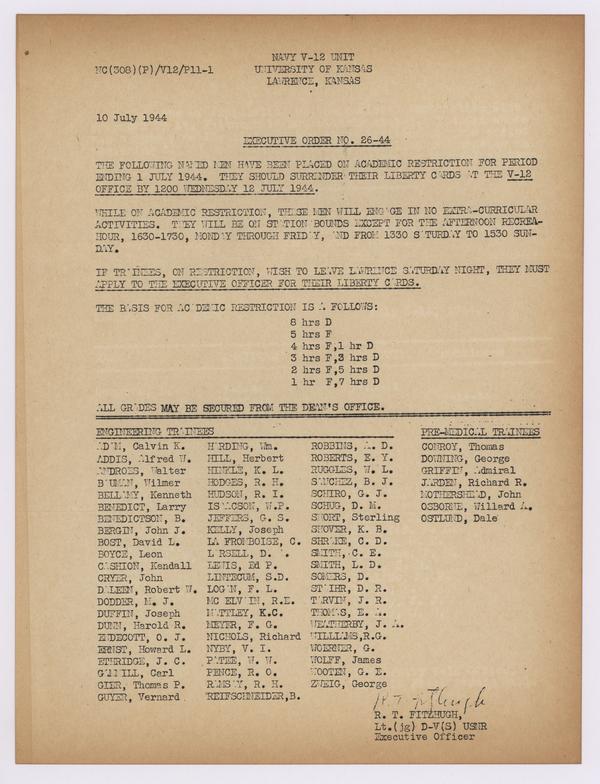 NAVY V-12 UNIT
NC(308)(P)/V12/P11-1 UNIVERSITY OF KANSAS
LAWRENCE, KANSAS
10 July 1944
EXECUTIVE ORDER NO. 26-44
THE FOLLOWING NAMED MEN HAVE BEEN PLACED ON ACADEMIC RESTRICTION FOR PERIOD
ENDING 1 JULY 1944. THEY SHOULD SURRENDER THEIR LIBERTY CARDS AT THE V-12
OFFICE BY 1200 WEDNESDAY 12 JULY 1944.
WHILE ON ACADEMIC RESTRICTION, THESE MEN WILL ENGAGE IN NO EXTRA-CURRICULAR
ACTIVITIES. THEY WILL BE ON STATION BOUNDS EXCEPT FOR THE AFTERNOON RECREA-
HOUR, 1630-1730, MONDAY THROUGH FRIDAY, AND FROM 1330 SATURDAY TO 1530 SUN-
DAY.
IF TRAINEES, ON RESTRICTION, WISH TO LEAVE LAWRENCE SATURDAY NIGHT, THEY MUST
APPLY TO THE EXECUTIVE OFFICER FOR THEIR LIBERTY CARDS.
THE BASIS FOR ACADEMIC RESTRICTION IS A FOLLOWS:
8 hrs D
5 hrs F
4 hrs F,1 hr D
3 hrs F,3 hrs D
2 hrs F,5 hrs D
1 hr F,7 hrs D
ALL GRADES MAY BE SECURED FROM THE DEAN'S OFFICE.
ENGINEERING TRAINEES PRE-MEDICAL TRAINEES
ADAM, Calvin K. HARDING, Wm. ROBBINS, A. D. CONROY, Thomas
ADDIS, Alfred W. HILL, Herbert ROBERTS, E. Y. DOWNING, George
ANDROES, Walter HINKLE, K. L. RUGGLES, W. L. GRIFFIN, Admiral
BAUMAN, Wilmer HODGES, R. H. SANCHEZ, B. J. JARDEN, Richard R.
BELLAMY, Kenneth HUDSON, R. I. SCHIRO, G. J. MOTHERSHEAD, John
BENEDICT, Larry ISAACSON, W.P. SCHUG, D. M. OSBORNE, Willard A.
BENEDICTSON, B. JEFFERS, G. S. SHORT, Sterling OSTLUND, Dale
BERGIN, John J. KELLY, Joseph SHOVER, K. B.
BOST, David L. LA FROMBOISE, C. SHRAKE, C. D.
BOYCE, Leon LARSELL, D. A. SMITH, C. E.
CASHION, Kendall LEWIS, Ed P. SMITH, L. D.
CRYER, John LINTECUM, S.D. SOMERS, D.
DALEEN, Robert W. LOGAN, F. L. STAIHR, D. R.
DODDER, M. J. MC ELVAIN, R.E. TARVIN, J. R.
DUFFIN, Joseph MATTLEY, K.C. THOMAS, E. A.
DUNN, Harold R. MEYER, F. G. WEATHERBY, J. A.
ENDECOTT, O. J. NICHOLS, Richard WILLIAMS,R.G.
ERNST, Howard L. NYBY, V. I. WOERNER, G.
ETHRIDGE, J. C. PATEE, W. W. WOLFF, James
GAMMILL, Carl PENCE, R. O. WOOTEN, G. E.
GIER, Thomas P. RAMSAY, R. H. ZWEIG, George
GUYER, Vernard REIFSCHNEIDER,B.
R. T. Fitzhugh
R. T. FITZHUGH,
Lt.(jg) D-V(S) USNR
Executive Officer